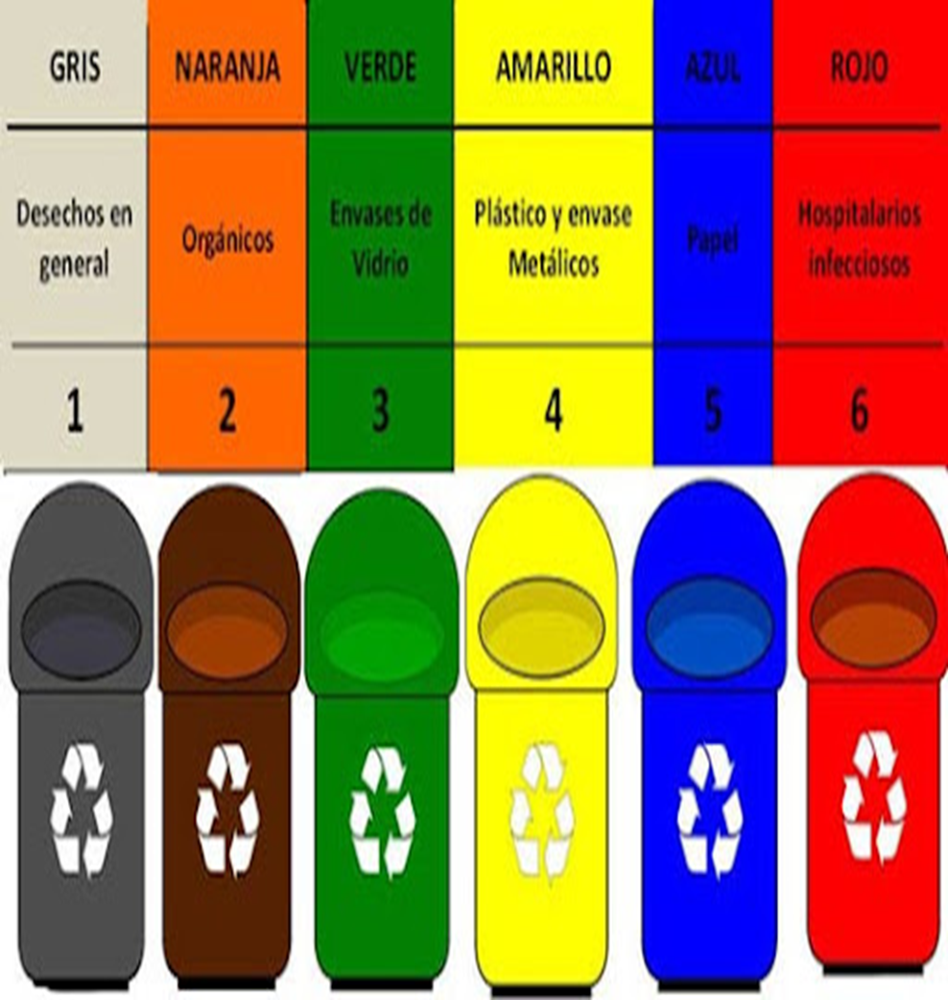 GRIS NARANJA VERDE AMARILLO AZUL ROJO
Desechos en
general
Orgánicos
Envases de
Vidrio
Plástico y envase
Metálicos
Papel
Hospitalarios
infecciosos
1 2 3 4 5 6